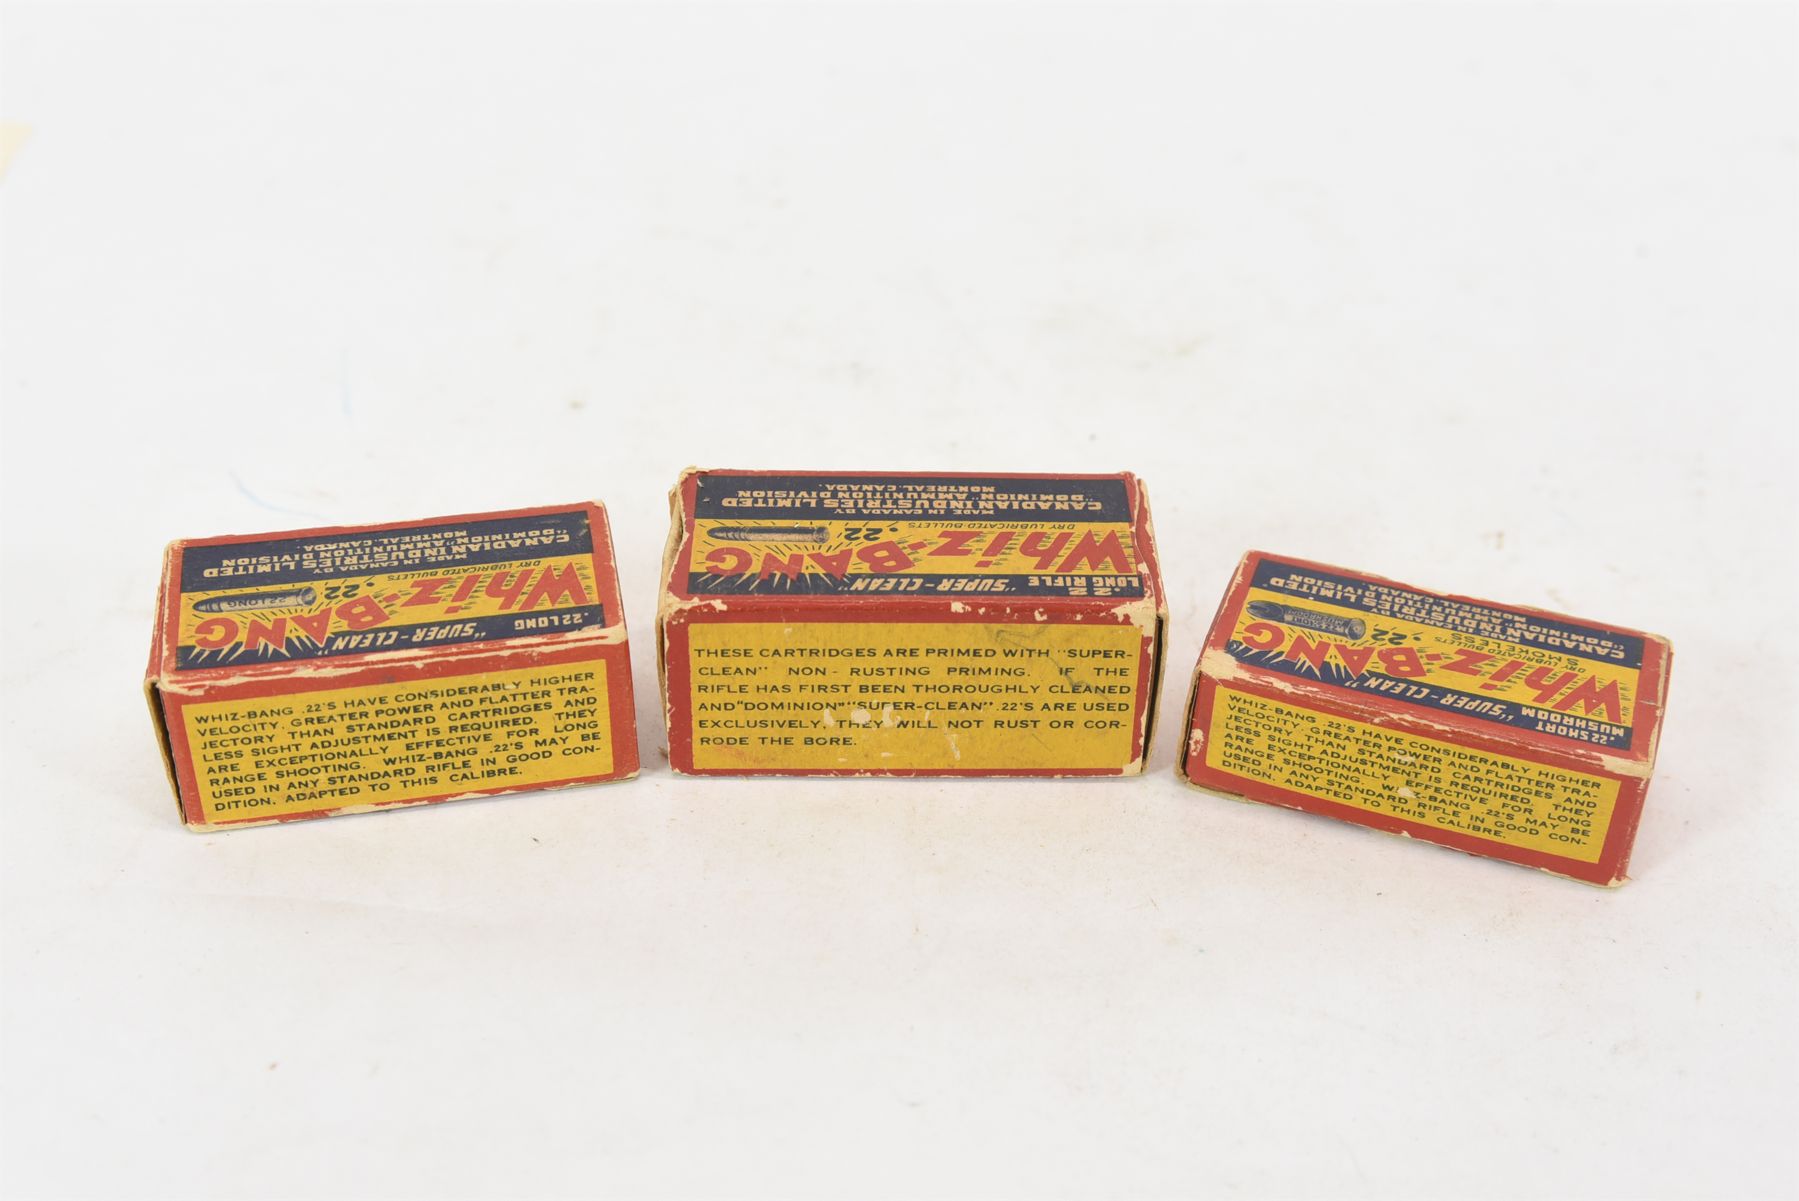 .22 LONG
"SUPER-CLEAN"
Whiz-BANG
.22
22 LONG
DRY LUBRICATED BULLETS
MADE IN CANADA BY
CANADIAN INDUSTRIES LIMITED
"DOMINION" AMMUNITION DIVISION
MONTREAL, CANADA.
WHIZ-BANG .22'S HAVE CONSIDERABLY HIGHER
VELOCITY, GREATER POWER AND FLATTER TRA-
JECTORY THAN STANDARD CARTRIDGES AND
LESS SIGHT ADJUSTMENT IS REQUIRED. THEY
ARE EXCEPTIONALLY EFFECTIVE FOR LONG
RANGE SHOOTING. WHIZ-BANG .22'S MAY BE
USED IN ANY STANDARD RIFLE IN GOOD CON-
DITION, ADAPTED TO THIS CALIBRE.
.22
LONG RIFLE
"SUPER-CLEAN"
Whiz-BANG
.22
DRY LUBRICATED BULLETS
MADE IN CANADA BY
CANADIAN INDUSTRIES LIMITED
"DOMINION" AMMUNITION DIVISION
MONTREAL, CANADA.
THESE CARTRIDGES ARE PRIMED WITH "SUPER-
CLEAN" NON-RUSTING PRIMING. IF THE
RIFLE HAS FIRST BEEN THOROUGHLY CLEANED
AND "DOMINION" "SUPER-CLEAN" .22'S ARE USED
EXCLUSIVELY, THEY WILL NOT RUST OR COR-
RODE THE BORE.
.22 SHORT
MUSHROOM
"SUPER-CLEAN"
Whiz-BANG
.22
SMOKELESS
DRY LUBRICATED BULLETS
MADE IN CANADA BY
CANADIAN INDUSTRIES LIMITED
"DOMINION" AMMUNITION DIVISION
MONTREAL, CANADA.
WHIZ-BANG .22'S HAVE CONSIDERABLY HIGHER
VELOCITY, GREATER POWER AND FLATTER TRA-
JECTORY THAN STANDARD CARTRIDGES AND
LESS SIGHT ADJUSTMENT IS REQUIRED. THEY
ARE EXCEPTIONALLY EFFECTIVE FOR LONG
RANGE SHOOTING. WHIZ-BANG .22'S MAY BE
USED IN ANY STANDARD RIFLE IN GOOD CON-
DITION, ADAPTED TO THIS CALIBRE.